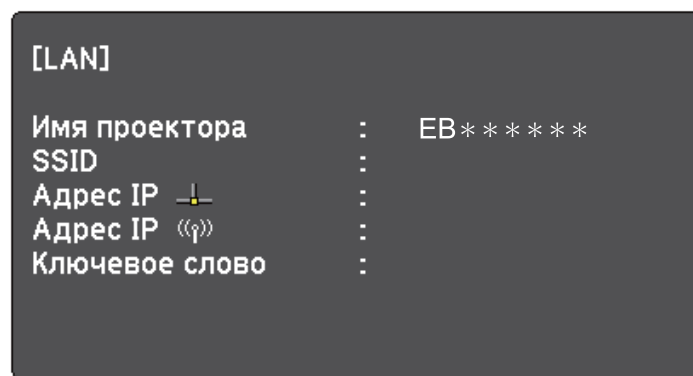 [LAN]
Имя проектора : EB******
SSID :
Адрес IP :
Адрес IP :
Ключевое слово :